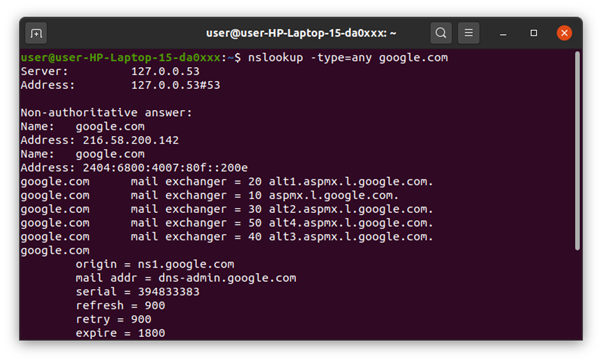 user@user-HP-Laptop-15-da0xxx: ~
user@user-HP-Laptop-15-da0xxx:~$ nslookup -type=any google.com
Server:         127.0.0.53
Address:        127.0.0.53#53

Non-authoritative answer:
Name:   google.com
Address: 216.58.200.142
Name:   google.com
Address: 2404:6800:4007:80f::200e
google.com      mail exchanger = 20 alt1.aspmx.l.google.com.
google.com      mail exchanger = 10 aspmx.l.google.com.
google.com      mail exchanger = 30 alt2.aspmx.l.google.com.
google.com      mail exchanger = 50 alt4.aspmx.l.google.com.
google.com      mail exchanger = 40 alt3.aspmx.l.google.com.
google.com
        origin = ns1.google.com
        mail addr = dns-admin.google.com
        serial = 394833383
        refresh = 900
        retry = 900
        expire = 1800